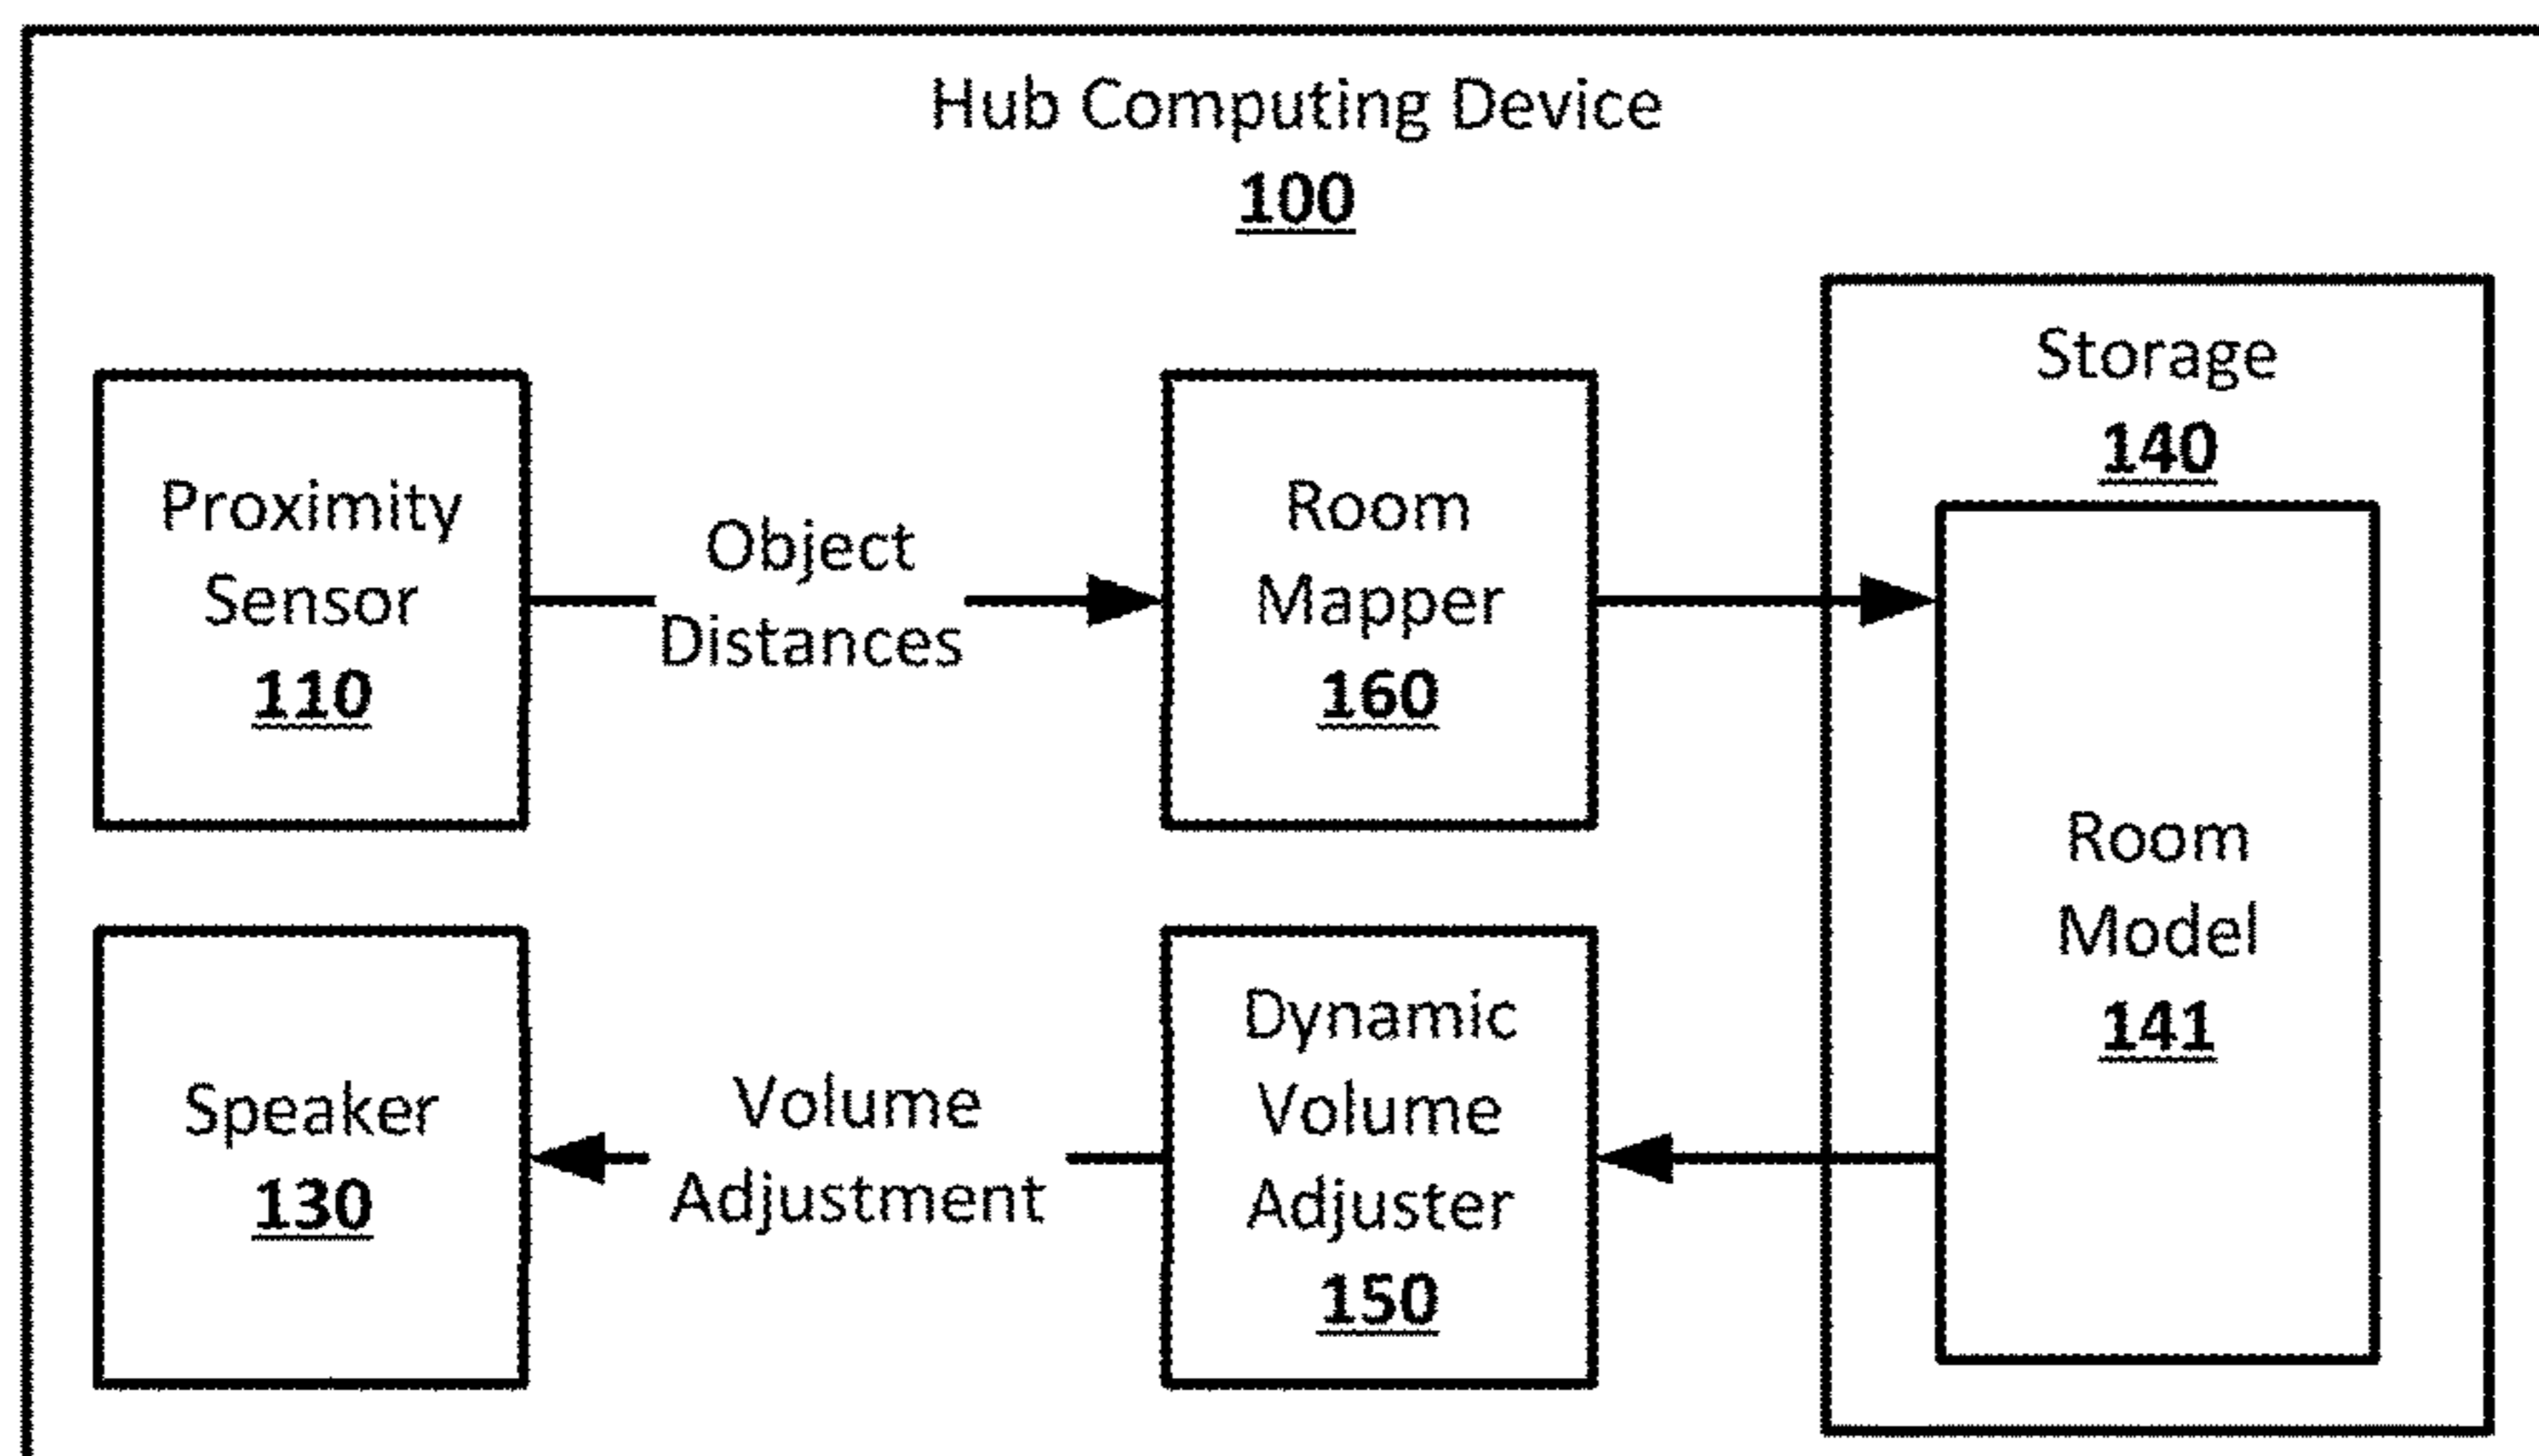 Hub Computing Device
100
Storage
140
Proximity
Sensor
110
Object
Distances
Room
Mapper
160
Room
Model
141
Speaker
130
Volume
Adjustment
Dynamic
Volume
Adjuster
150